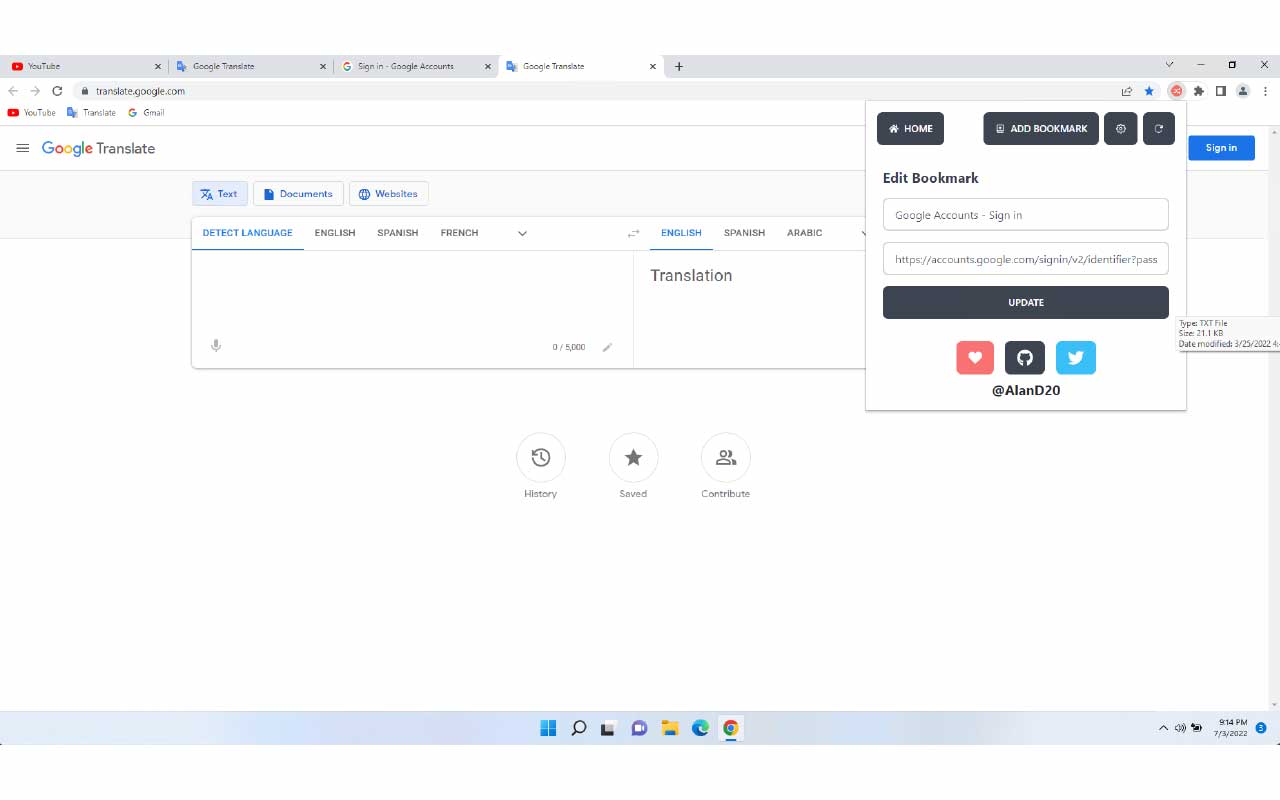 YouTube
Google Translate
Sign in - Google Accounts
Google Translate
translate.google.com
YouTube
Translate
Gmail
HOME
ADD BOOKMARK
Google Translate
Sign in
Edit Bookmark
Text
Documents
Websites
Google Accounts - Sign in
DETECT LANGUAGE ENGLISH SPANISH FRENCH
ENGLISH SPANISH ARABIC
https://accounts.google.com/signin/v2/identifier?pass
Translation
UPDATE
Type: TXT File
Size: 21.1 KB
Date modified: 3/25/2022 4:
0 / 5,000
@AlanD20
History
Saved
Contribute
9:14 PM
7/3/2022
3